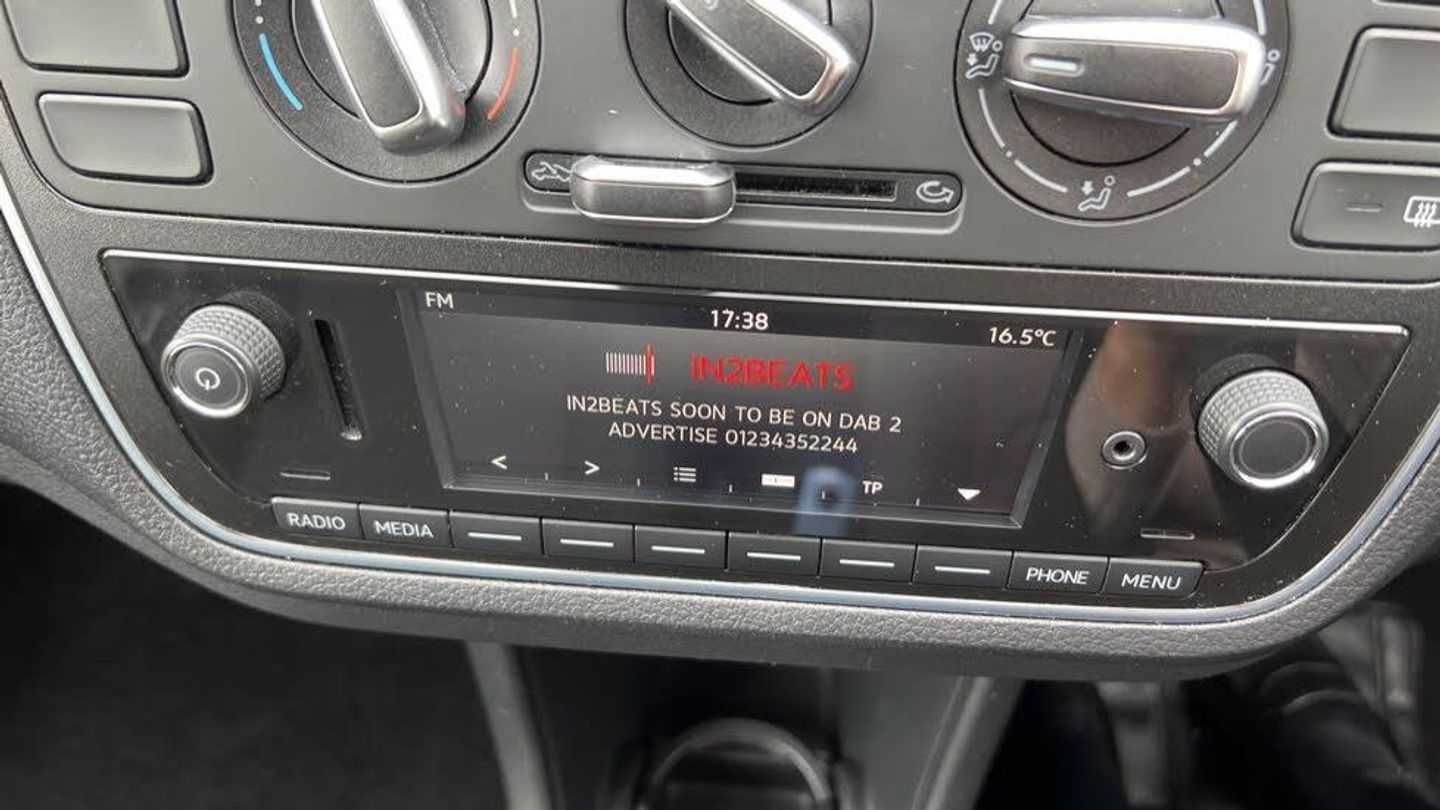 FM
17:38
16.5°C
IN2BEATS
IN2BEATS SOON TO BE ON DAB 2
ADVERTISE 01234352244
< > TP
RADIO MEDIA PHONE MENU